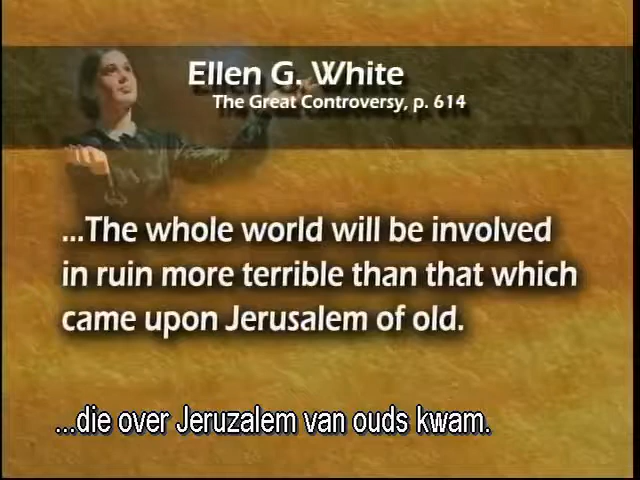 Ellen G. White
The Great Controversy, p. 614
...The whole world will be involved
in ruin more terrible than that which
came upon Jerusalem of old.
...die over Jeruzalem van ouds kwam.